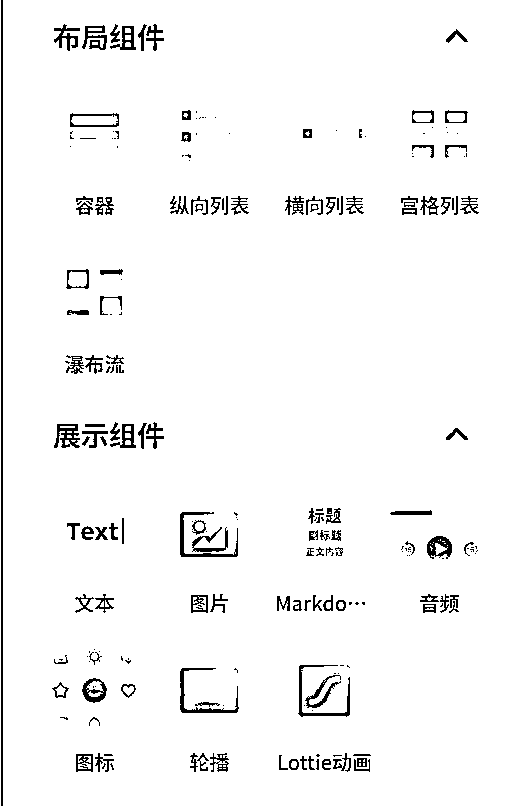 布局组件
容器 纵向列表 横向列表 宫格列表
瀑布流
展示组件
Text
标题
副标题
正文内容
文本 图片 Markdo… 音频
图标 轮播 Lottie动画